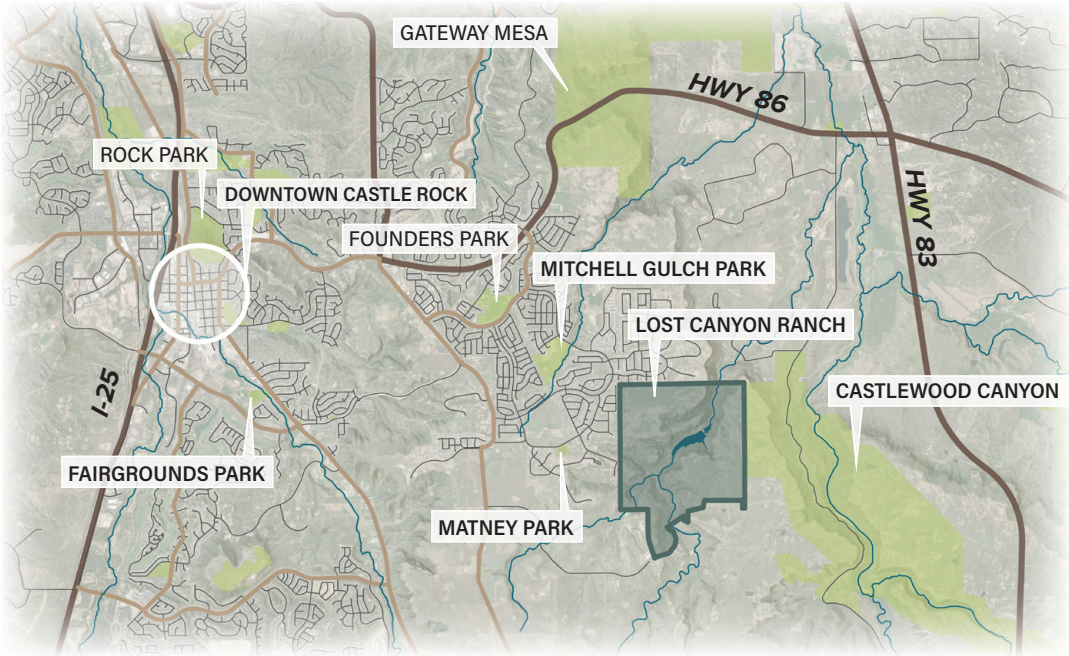 GATEWAY MESA
HWY 86
ROCK PARK
DOWNTOWN CASTLE ROCK
HWY 83
FOUNDERS PARK
MITCHELL GULCH PARK
LOST CANYON RANCH
I-25
CASTLEWOOD CANYON
FAIRGROUNDS PARK
MATNEY PARK